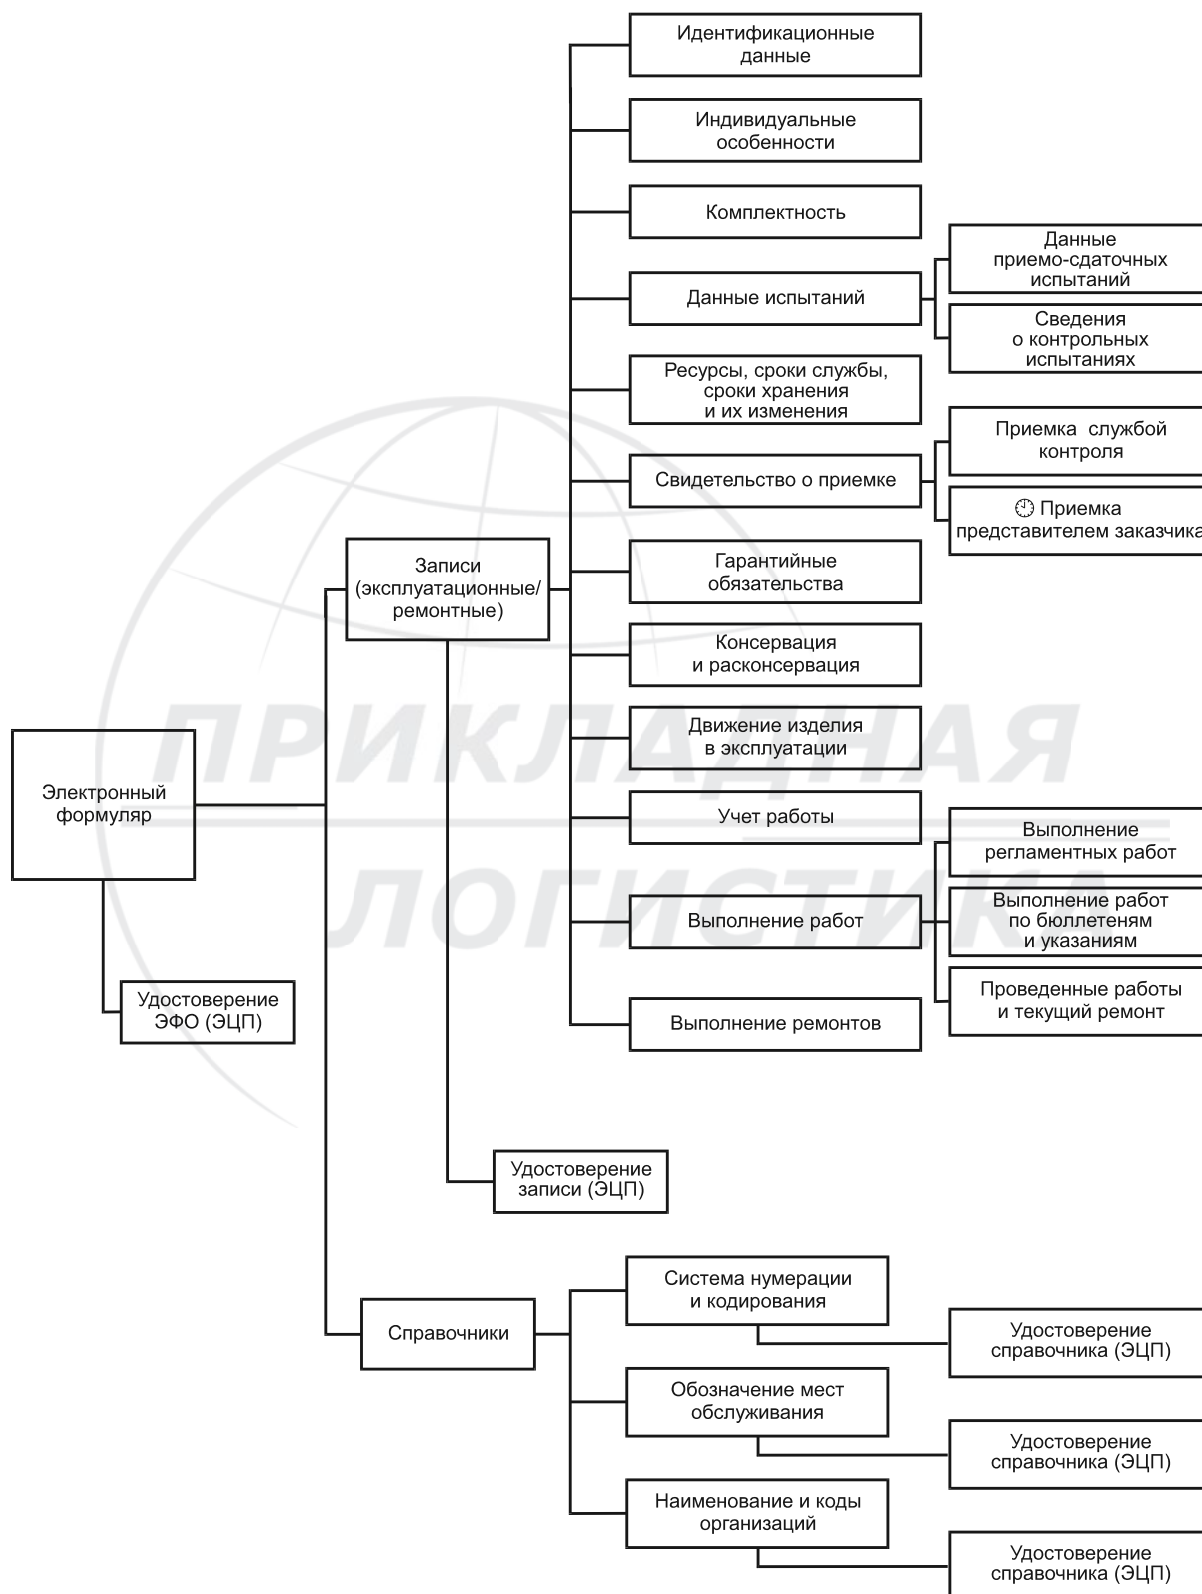 Идентификационные
данные
Индивидуальные
особенности
Комплектность
Данные испытаний
Данные
приемо-сдаточных
испытаний
Сведения
о контрольных
испытаниях
Ресурсы, сроки службы,
сроки хранения
и их изменения
Свидетельство о приемке
Приемка службой
контроля
Приемка
представителем заказчика
Записи
(эксплуатационные/
ремонтные)
Гарантийные
обязательства
Консервация
и расконсервация
Движение изделия
в эксплуатации
ПРИКЛАДНАЯ
ЛОГИСТИКА
Электронный
формуляр
Учет работы
Выполнение работ
Выполнение
регламентных работ
Выполнение работ
по бюллетеням
и указаниям
Проведенные работы
и текущий ремонт
Выполнение ремонтов
Удостоверение
ЭФО (ЭЦП)
Удостоверение
записи (ЭЦП)
Справочники
Система нумерации
и кодирования
Удостоверение
справочника (ЭЦП)
Обозначение мест
обслуживания
Удостоверение
справочника (ЭЦП)
Наименование и коды
организаций
Удостоверение
справочника (ЭЦП)